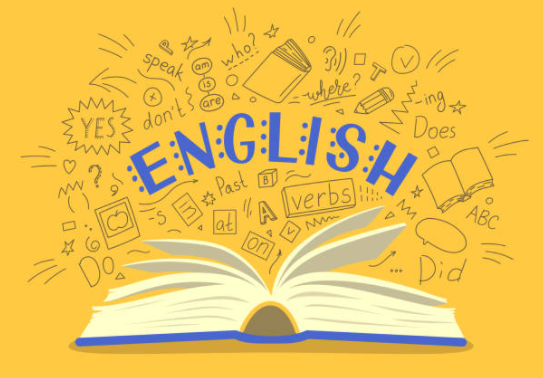 who?
speak
am
is
are
don't
YES
where?
T
-ing
Does
ENGLISH
Past
B
verbs
A
-s
at
on
ABC
Do
Did